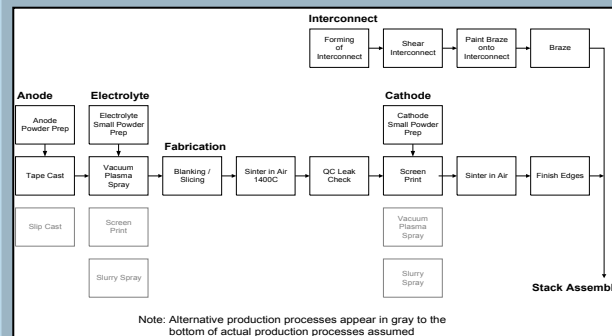 Interconnect
Forming
of
Interconnect
Shear
Interconnect
Paint Braze
onto
Interconnect
Braze
Anode
Electrolyte
Cathode
Anode
Powder Prep
Electrolyte
Small Powder
Prep
Fabrication
Cathode
Small Powder
Prep
Tape Cast
Vacuum
Plasma
Spray
Blanking /
Slicing
Sinter in Air
1400C
QC Leak
Check
Screen
Print
Sinter in Air
Finish Edges
Slip Cast
Screen
Print
Vacuum
Plasma
Spray
Slurry Spray
Slurry
Spray
Stack Assembl
Note: Alternative production processes appear in gray to the
bottom of actual production processes assumed